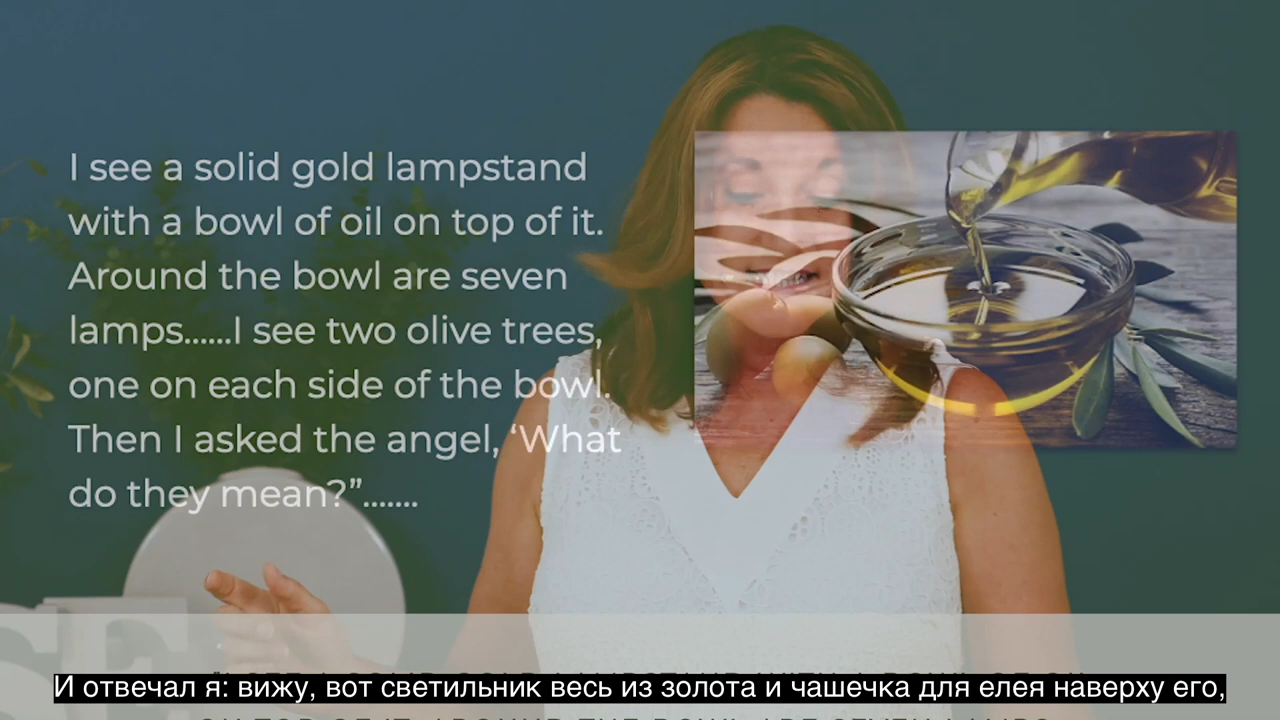 I see a solid gold lampstand
with a bowl of oil on top of it.
Around the bowl are seven
lamps......I see two olive trees,
one on each side of the bowl.
Then I asked the angel, ‘What
do they mean?”.......
SE
И отвечал я: вижу, вот светильник весь из золота и чашечка для елея наверху его,